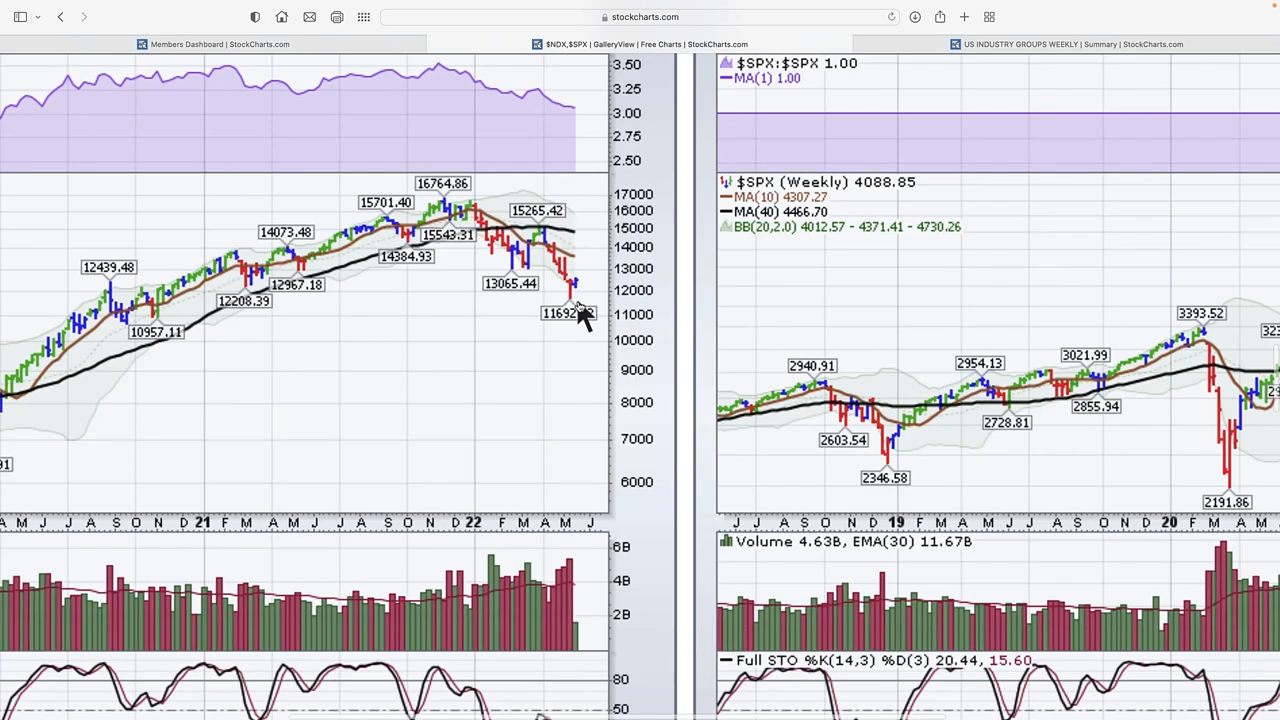 stockcharts.com
Members Dashboard | StockCharts.com
$NDX,$SPX | GalleryView | Free Charts | StockCharts.com
US INDUSTRY GROUPS WEEKLY | Summary | StockCharts.com
3.50
3.25
3.00
2.75
2.50
16764.86
15701.40
15265.42
14073.48
15543.31
14384.93
12439.48
12967.18
13065.44
12208.39
10957.11
17000
16000
15000
14000
13000
12000
11000
10000
9000
8000
7000
6000
91
A M J J A S O N D 21 F M A M J J A S O N D 22 F M A M J
6B
4B
2B
80
50
$SPX:$SPX 1.00
MA(1) 1.00
$SPX (Weekly) 4088.85
MA(10) 4307.27
MA(40) 4466.70
BB(20,2.0) 4012.57 - 4371.41 - 4730.26
3393.52
2940.91
2954.13
3021.99
2855.94
2728.81
2603.54
2346.58
2191.86
J J A S O N D 19 F M A M J J A S O N D 20 F M A M
Volume 4.63B, EMA(30) 11.67B
Full STO %K(14,3) %D(3) 20.44, 15.60